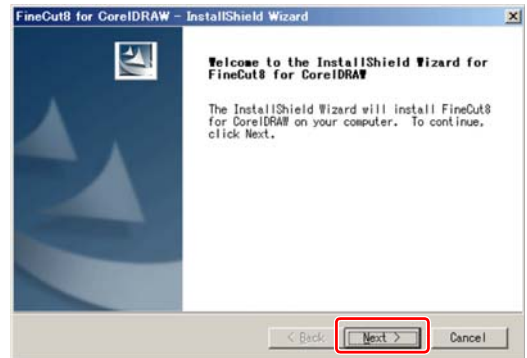 FineCut8 for CorelDRAW - InstallShield Wizard
Welcome to the InstallShield Wizard for
FineCut8 for CorelDRAW
The InstallShield Wizard will install FineCut8
for CorelDRAW on your computer. To continue,
click Next.
< Back
Next >
Cancel